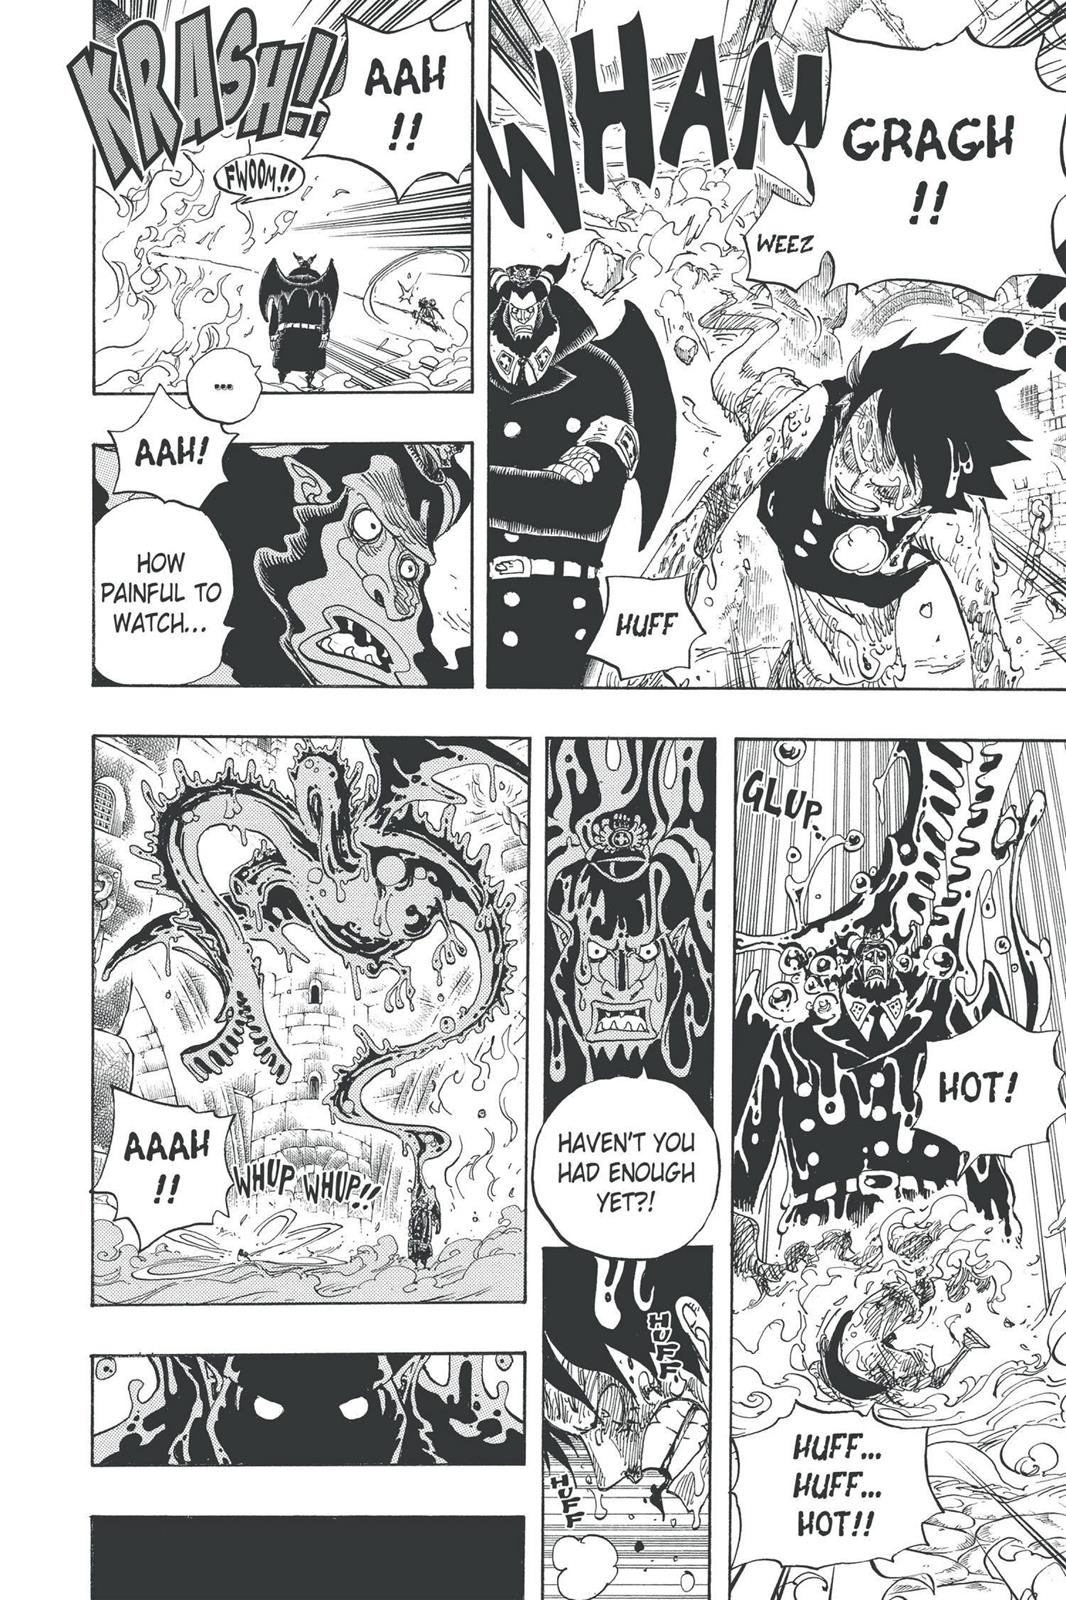 GRAGH
!!
WHAM
WEEZ
HUFF
AAH
!!
KRASH!!
FWOOM!!
...
AAH!
HOW
PAINFUL TO
WATCH...
GLUP...
HOT!
HUFF...
HUFF...
HOT!!
HAVEN'T YOU
HAD ENOUGH
YET?!
HUFF
HUFF
AAAH
!!
WHUP WHUP!!